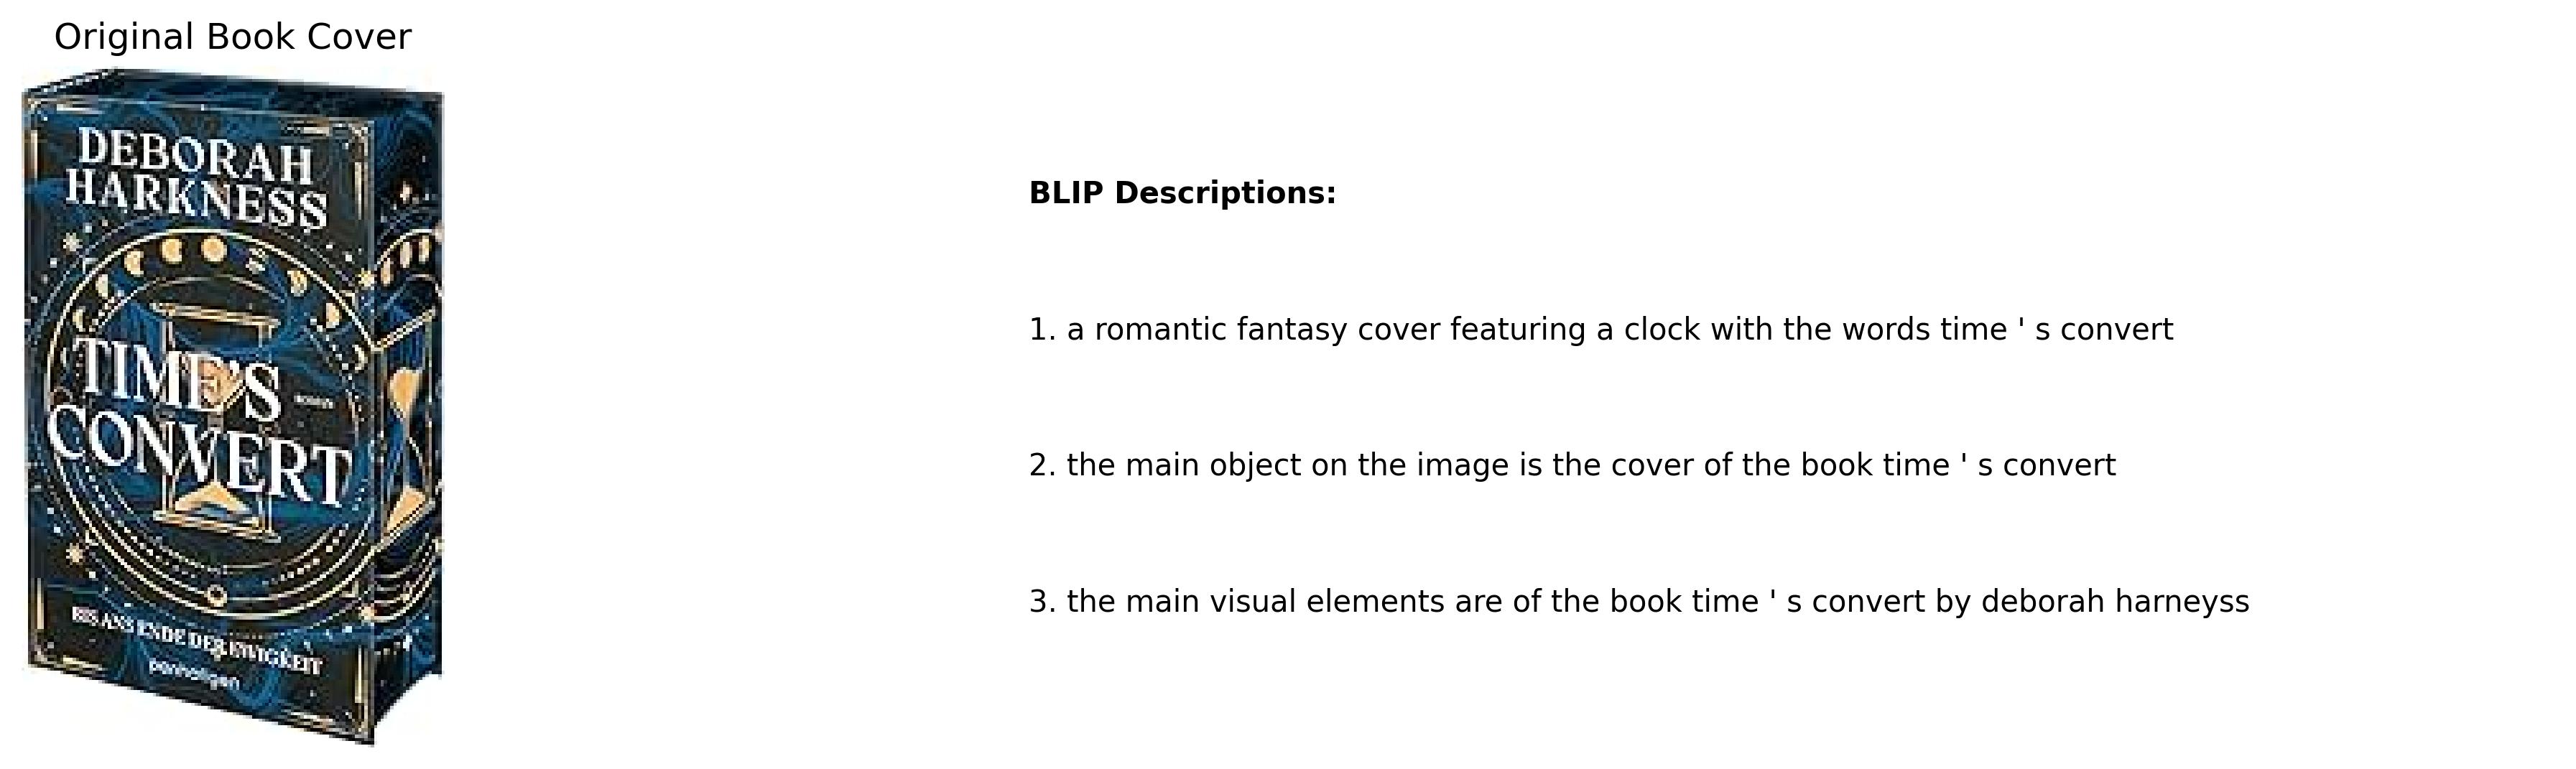 Original Book Cover
DEBORAH
HARKNESS
TIME'S
CONVERT
BIS ANS ENDE DER EWIGKEIT
penhaligon
BLIP Descriptions:
1. a romantic fantasy cover featuring a clock with the words time ' s convert
2. the main object on the image is the cover of the book time ' s convert
3. the main visual elements are of the book time ' s convert by deborah harneyss